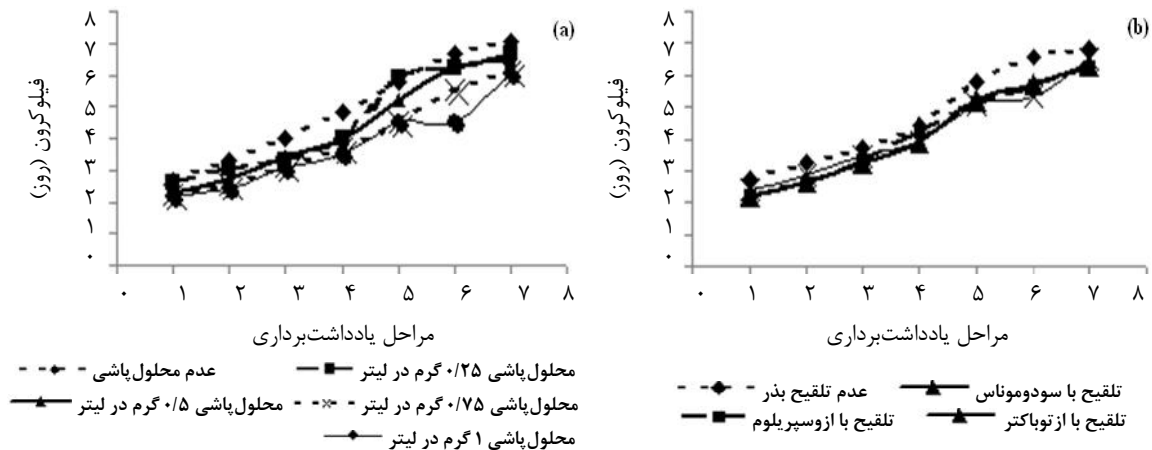 (a)
۸
۷
۶
۵
۴
۳
۲
۱
۰
فیلوکرون (روز)
۰ ۱ ۲ ۳ ۴ ۵ ۶ ۷ ۸
مراحل یادداشت‌برداری
محلول‌پاشی ۰/۲۵ گرم در لیتر
عدم محلول‌پاشی
محلول‌پاشی ۰/۷۵ گرم در لیتر
محلول‌پاشی ۰/۵ گرم در لیتر
محلول‌پاشی ۱ گرم در لیتر
(b)
۸
۷
۶
۵
۴
۳
۲
۱
۰
فیلوکرون (روز)
۰ ۱ ۲ ۳ ۴ ۵ ۶ ۷ ۸
مراحل یادداشت‌برداری
تلقیح با سودوموناس
عدم تلقیح بذر
تلقیح با ازتوباکتر
تلقیح با ازوسپریلوم